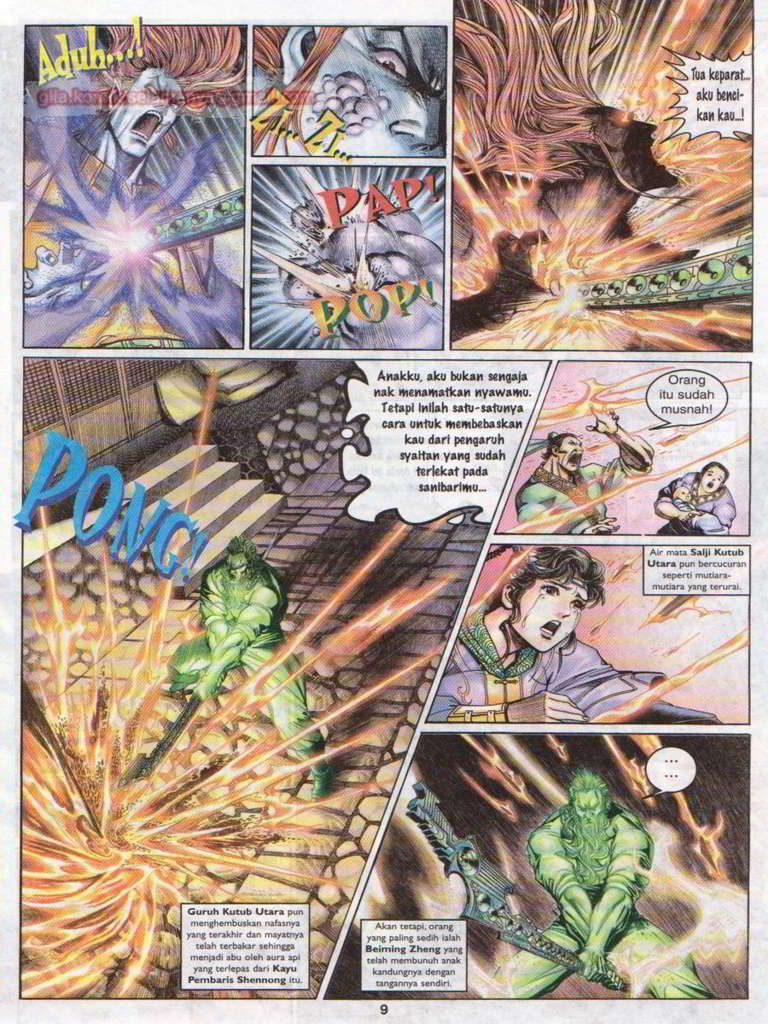 Aduh...!
Zi... Zi...
PAP!
POP!
Tua keparat...
aku benci-
kan kau...!
PONG!
Anakku, aku bukan sengaja
nak menamatkan nyawamu.
Tetapi inilah satu-satunya
cara untuk membebaskan
kau dari pengaruh
syaitan yang sudah
terlekat pada
sanibarimu...
Orang
itu sudah
musnah!
Air mata Salji Kutub
Utara pun bercucuran
seperti mutiara-
mutiara yang terurai.
Guruh Kutub Utara pun
menghembuskan nafasnya
yang terakhir dan mayatnya
telah terbakar sehingga
menjadi abu oleh aura api
yang terlepas dari Kayu
Pembaris Shennong itu.
...
...
Akan tetapi, orang
yang paling sedih ialah
Beiming Zheng yang
telah membunuh anak
kandungnya dengan
tangannya sendiri.
9